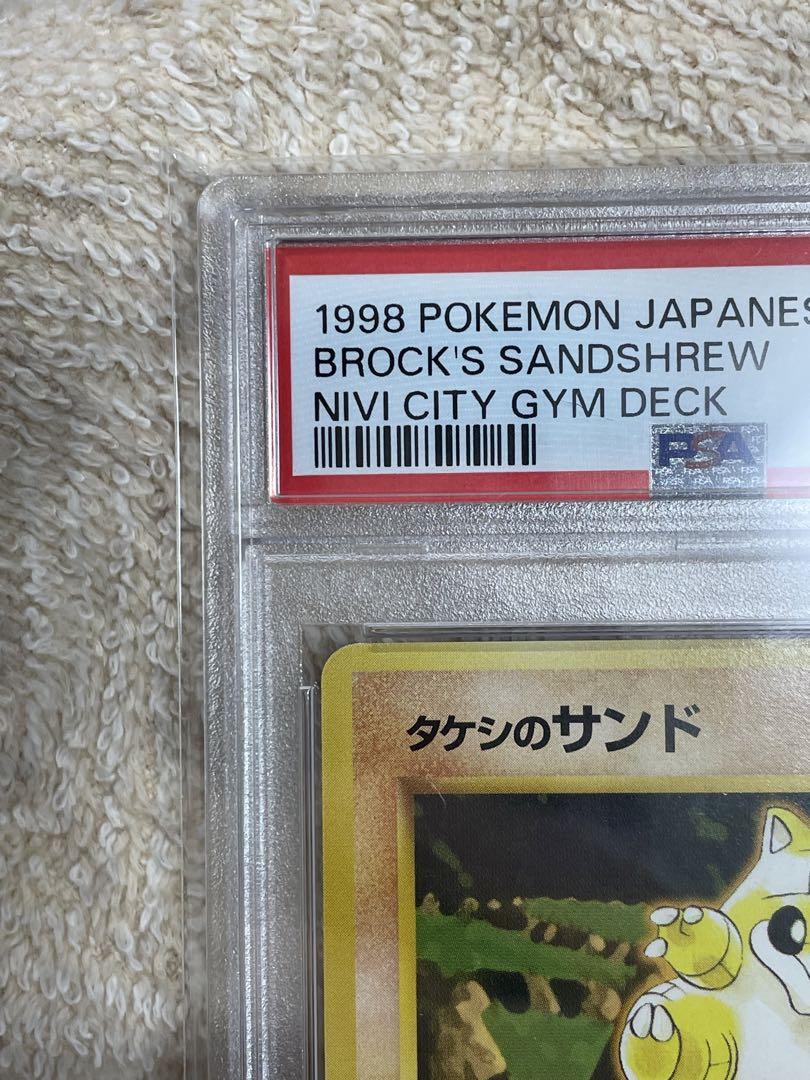 1998 POKEMON JAPANES
BROCK'S SANDSHREW
NIVI CITY GYM DECK
PSA
タケシのサンド